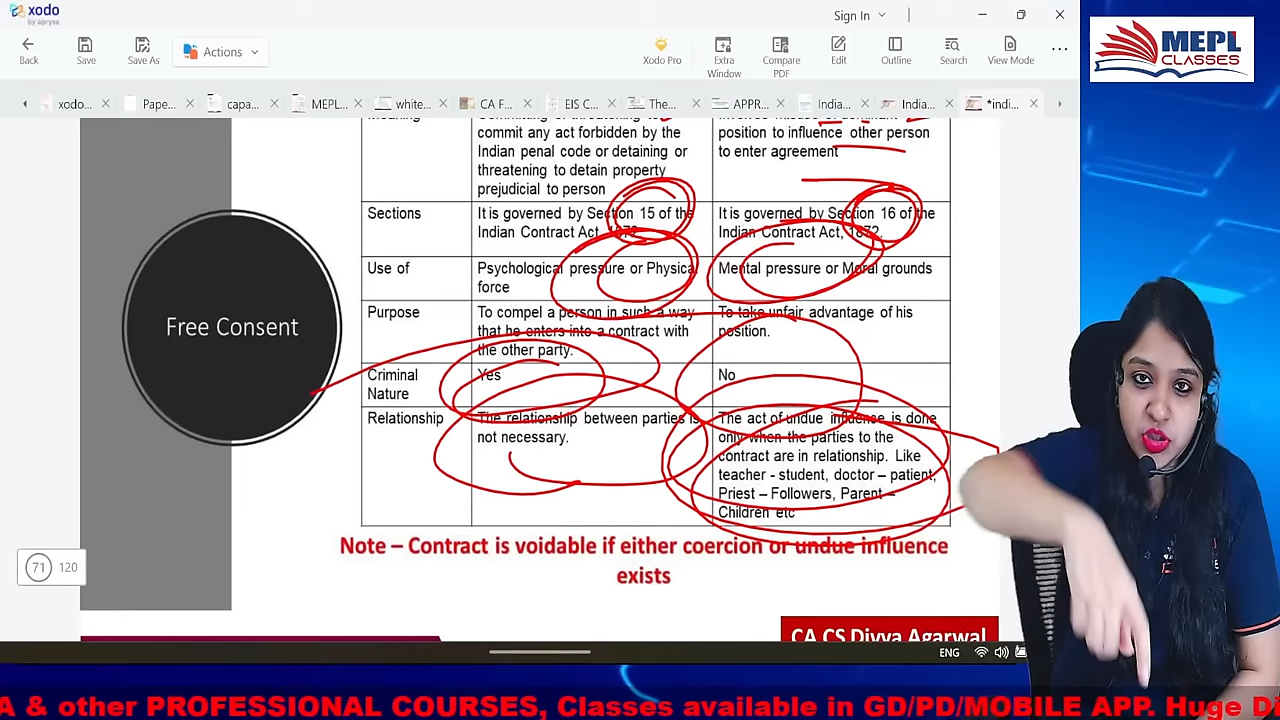 xodo
by apryse
Sign In
Back
Save
Save As
Actions
Xodo Pro
Extra Window
Compare PDF
Edit
Outline
Search
View Mode
MEPL
CLASSES
xodo...
Pape...
capa...
MEPL...
white...
CA F...
EIS C...
The...
APPR...
India...
India...
*indi...
commit any act forbidden by the
Indian penal code or detaining or
threatening to detain property
prejudicial to person
position to influence other person
to enter agreement
Sections
It is governed by Section 15 of the
Indian Contract Act, 1872.
It is governed by Section 16 of the
Indian Contract Act, 1872.
Use of
Psychological pressure or Physical
force
Mental pressure or Moral grounds
Purpose
To compel a person in such a way
that he enters into a contract with
the other party.
To take unfair advantage of his
position.
Criminal
Nature
Yes
No
Relationship
The relationship between parties is
not necessary.
The act of undue influence is done
only when the parties to the
contract are in relationship. Like
teacher - student, doctor – patient,
Priest – Followers, Parent –
Children etc
Free Consent
Note – Contract is voidable if either coercion or undue influence
exists
71 120
CA CS Divya Agarwal
ENG
A & other PROFESSIONAL COURSES, Classes available in GD/PD/MOBILE APP. Huge Di